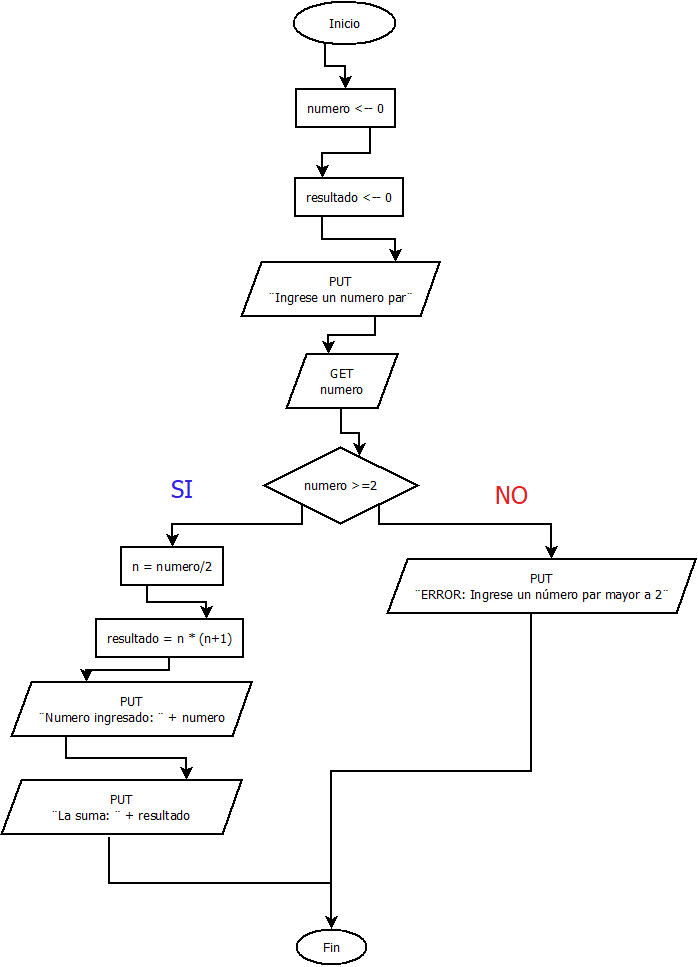 Inicio
numero <-- 0
resultado <-- 0
PUT
¨Ingrese un numero par¨
GET
numero
numero >=2
SI
NO
n = numero/2
resultado = n * (n+1)
PUT
¨Numero ingresado: ¨ + numero
PUT
¨La suma: ¨ + resultado
PUT
¨ERROR: Ingrese un número par mayor a 2¨
Fin